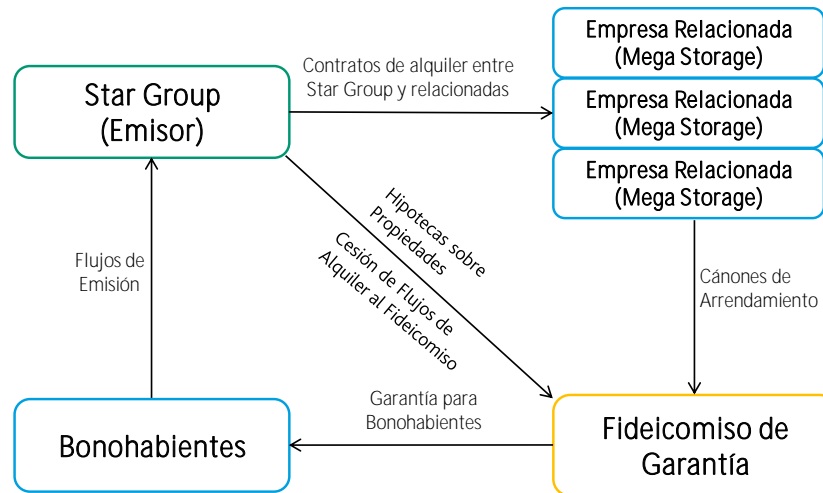 Empresa Relacionada
(Mega Storage)
Contratos de alquiler entre
Star Group y relacionadas
Star Group
(Emisor)
Empresa Relacionada
(Mega Storage)
Empresa Relacionada
(Mega Storage)
Hipotecas sobre
Propiedades
Cesión de Flujos de
Alquiler al Fideicomiso
Flujos de
Emisión
Cánones de
Arrendamiento
Garantía para
Bonohabientes
Bonohabientes
Fideicomiso de
Garantía